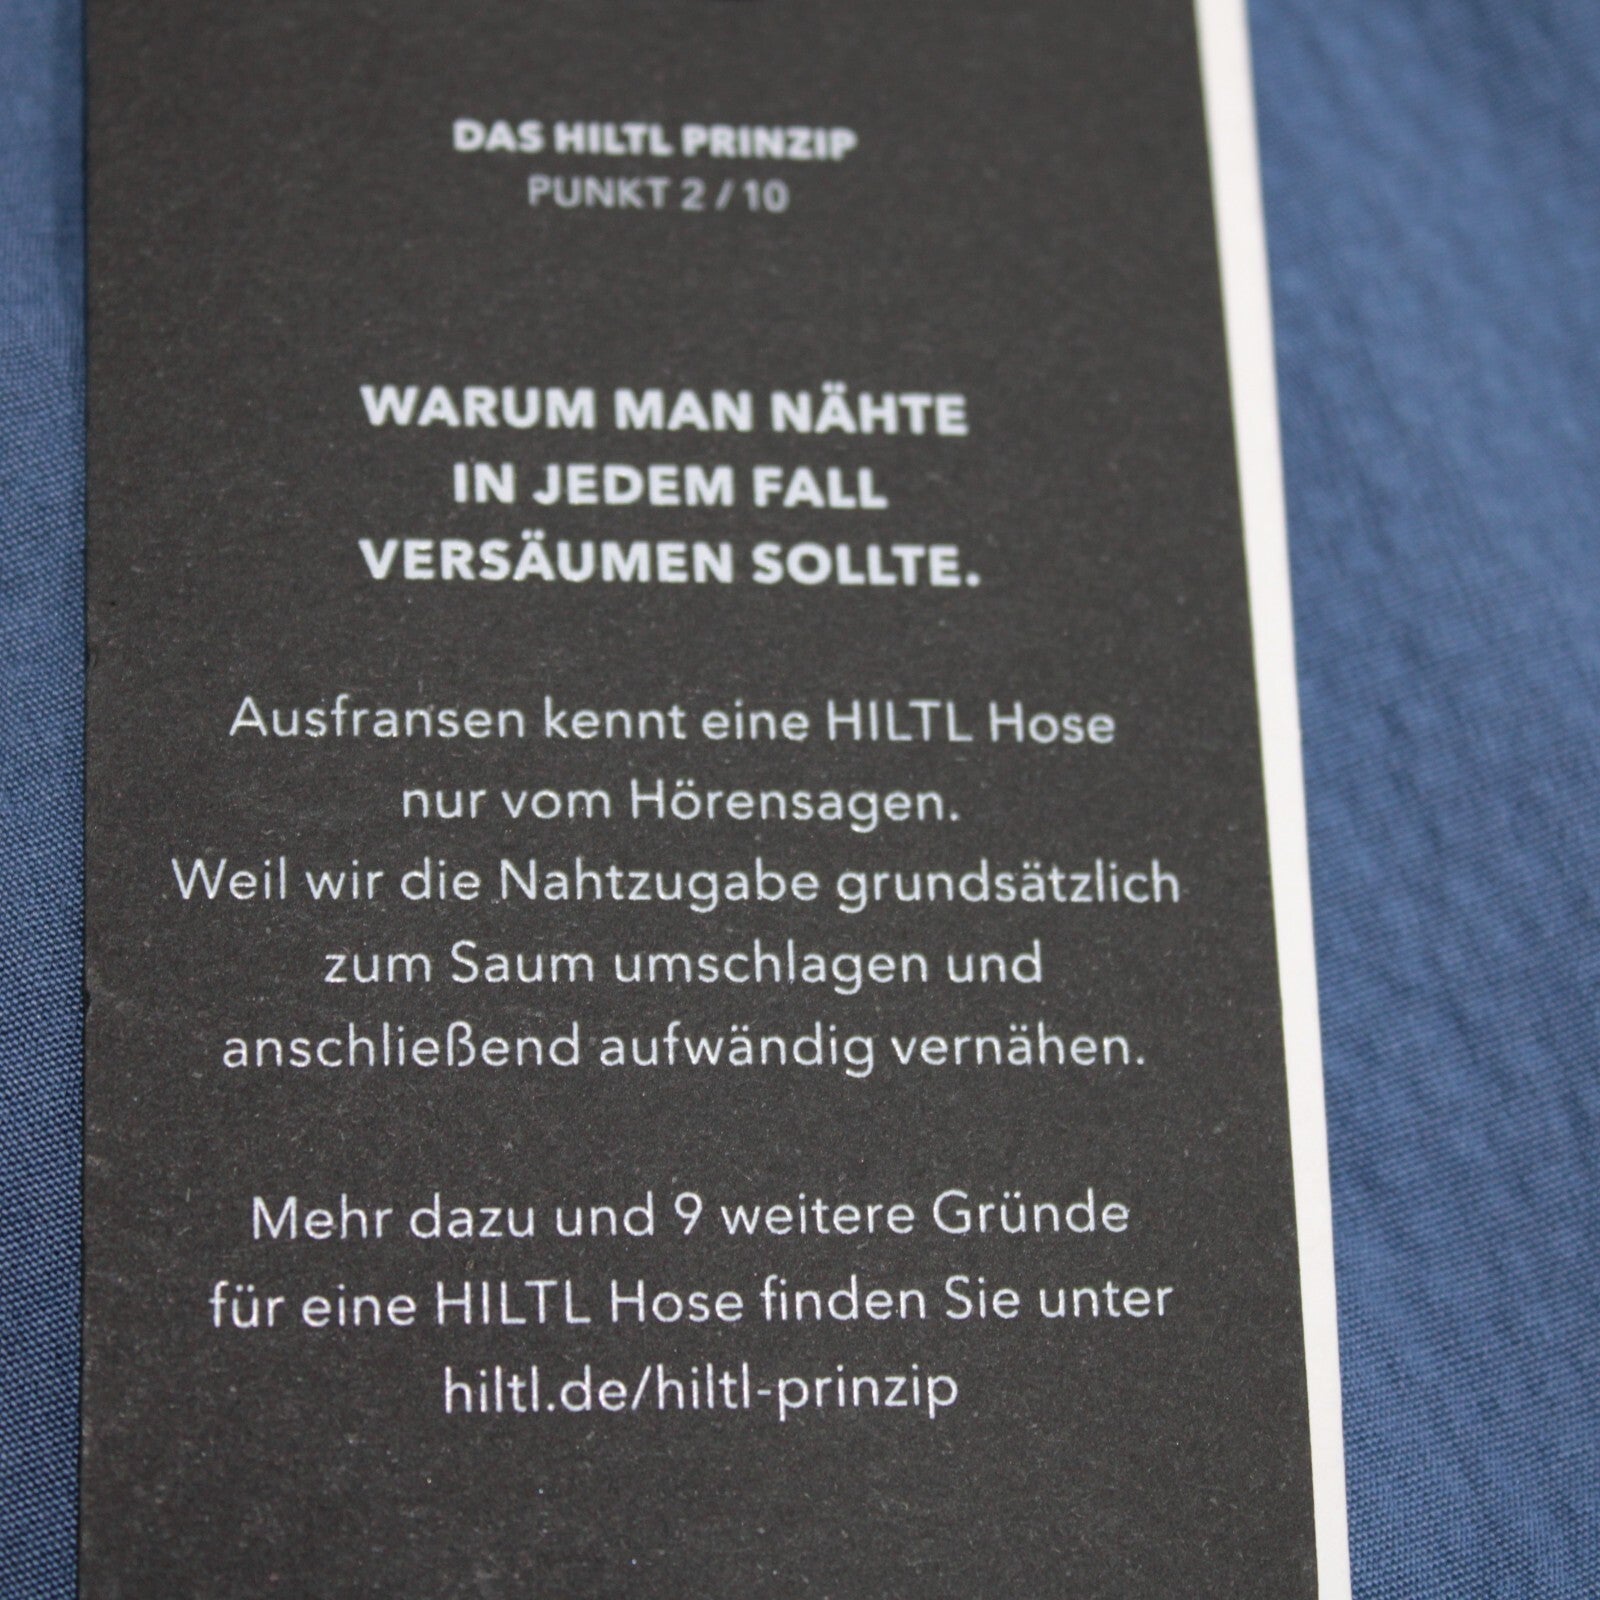 DAS HILTL PRINZIP
PUNKT 2 / 10
WARUM MAN NÄHTE
IN JEDEM FALL
VERSÄUMEN SOLLTE.
Ausfransen kennt eine HILTL Hose
nur vom Hörensagen.
Weil wir die Nahtzugabe grundsätzlich
zum Saum umschlagen und
anschließend aufwändig vernähen.
Mehr dazu und 9 weitere Gründe
für eine HILTL Hose finden Sie unter
hiltl.de/hiltl-prinzip